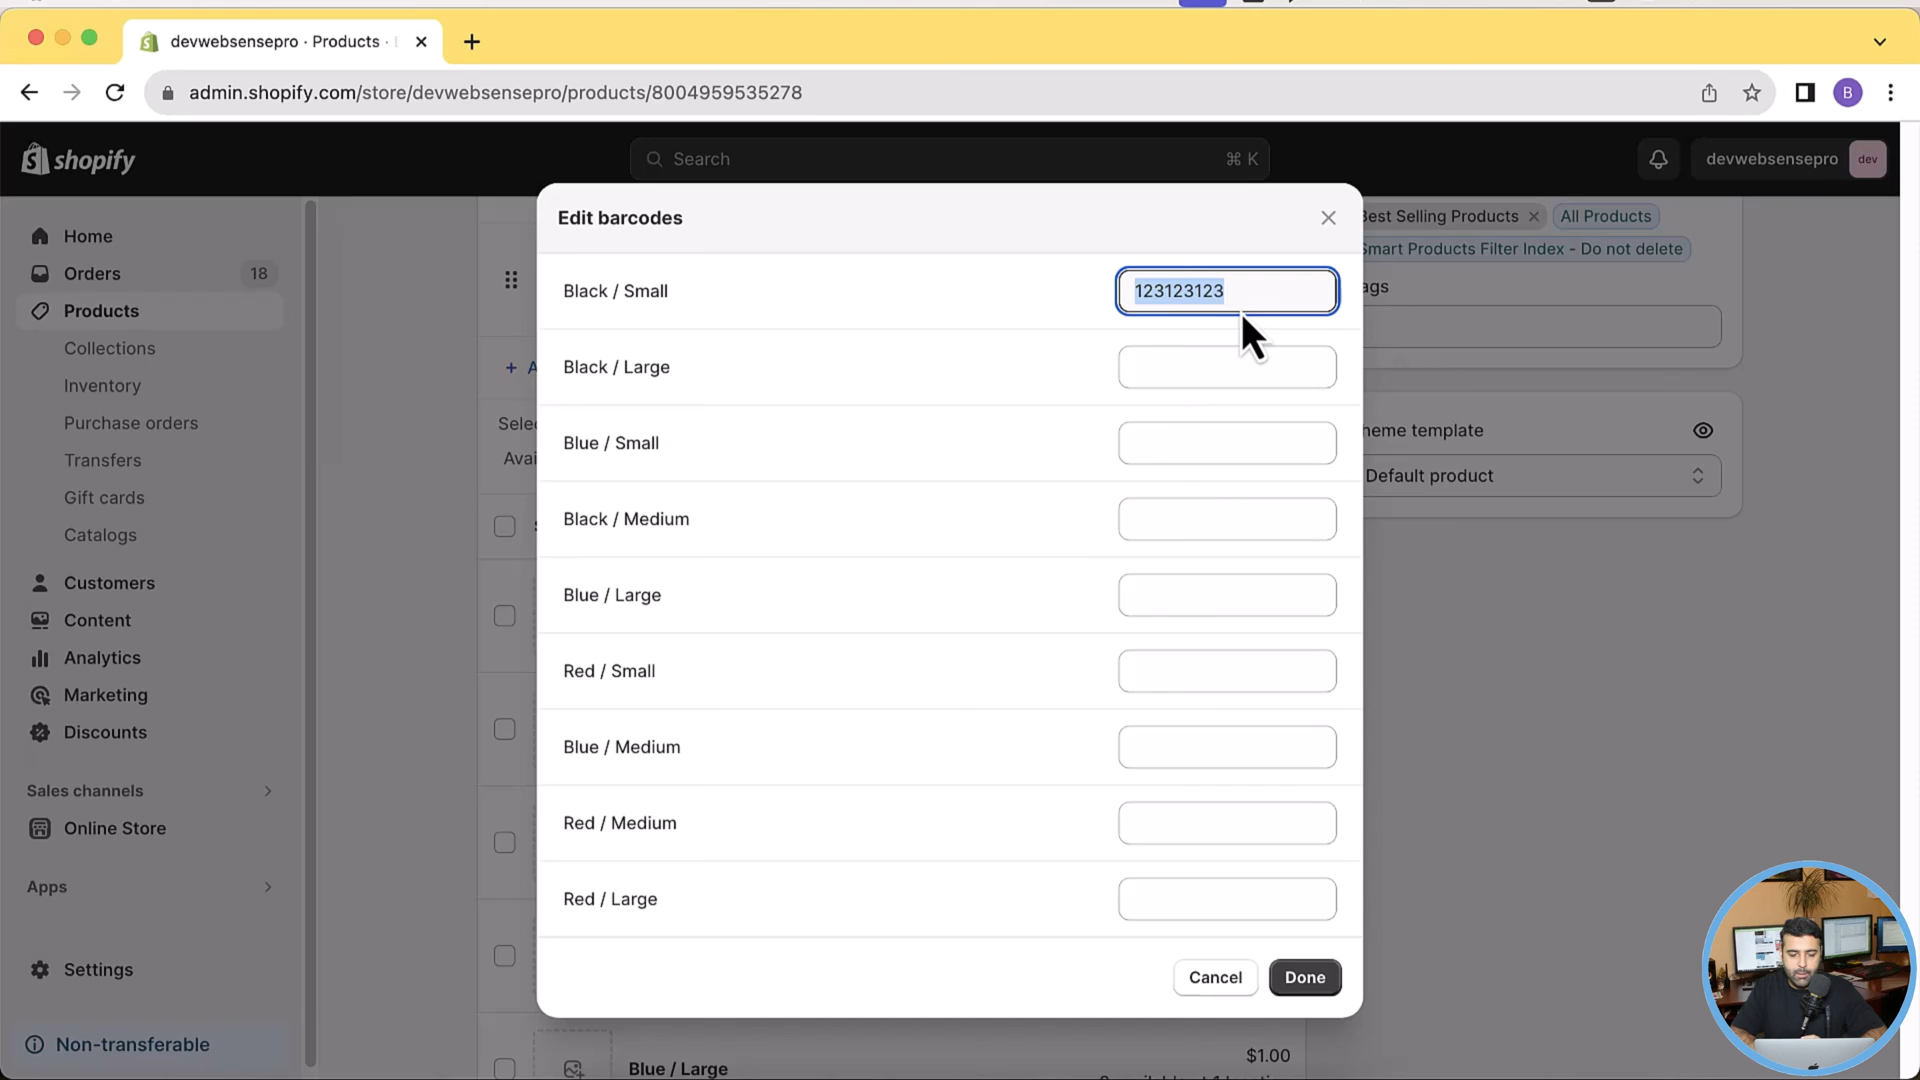 devwebsensepro · Products ·
admin.shopify.com/store/devwebsensepro/products/8004959535278
B
shopify
Search
⌘ K
devwebsensepro
dev
Home
Orders
18
Products
Collections
Inventory
Purchase orders
Transfers
Gift cards
Catalogs
Customers
Content
Analytics
Marketing
Discounts
Sales channels
Online Store
Apps
Settings
Non-transferable
Edit barcodes
Black / Small
123123123
Black / Large
Blue / Small
Black / Medium
Blue / Large
Red / Small
Blue / Medium
Red / Medium
Red / Large
Cancel
Done
Best Selling Products
All Products
Smart Products Filter Index - Do not delete
ags
heme template
Default product
Blue / Large
$1.00